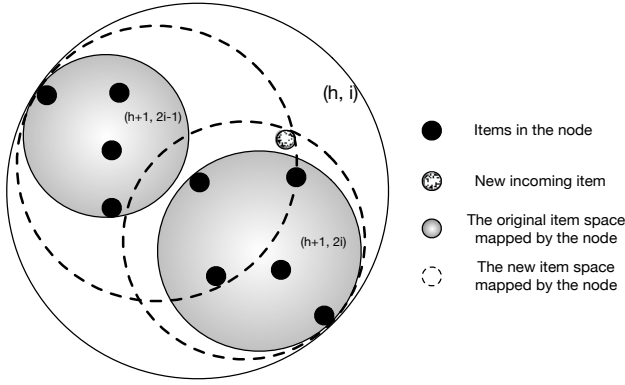 (h, i)
(h+1, 2i-1)
(h+1, 2i)
Items in the node
New incoming item
The original item space
mapped by the node
The new item space
mapped by the node